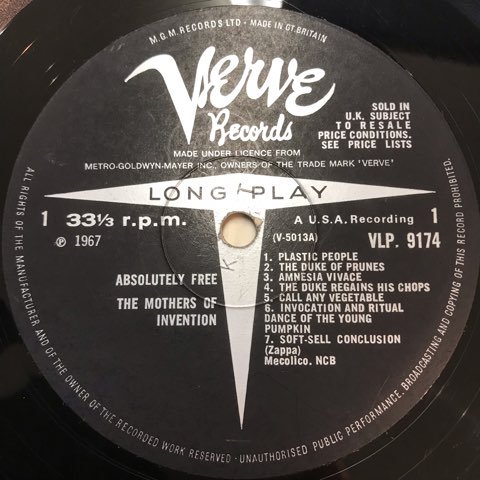 M.G.M. RECORDS LTD · MADE IN GT. BRITAIN
Verve
Records
MADE UNDER LICENCE FROM
METRO-GOLDWYN-MAYER INC., OWNERS OF THE TRADE MARK 'VERVE'
SOLD IN
U.K. SUBJECT
TO RESALE
PRICE CONDITIONS,
SEE PRICE LISTS
LONG PLAY
1 33⅓ r.p.m.
℗ 1967
A U.S.A. Recording 1
(V-5013A) VLP. 9174
ABSOLUTELY FREE
THE MOTHERS OF
INVENTION
1. PLASTIC PEOPLE
2. THE DUKE OF PRUNES
3. AMNESIA VIVACE
4. THE DUKE REGAINS HIS CHOPS
5. CALL ANY VEGETABLE
6. INVOCATION AND RITUAL
DANCE OF THE YOUNG
PUMPKIN
7. SOFT-SELL CONCLUSION
(Zappa)
Mecolico, NCB
ALL RIGHTS OF THE MANUFACTURER AND OF THE OWNER OF THE RECORDED WORK RESERVED · UNAUTHORISED PUBLIC PERFORMANCE, BROADCASTING AND COPYING OF THIS RECORD PROHIBITED.